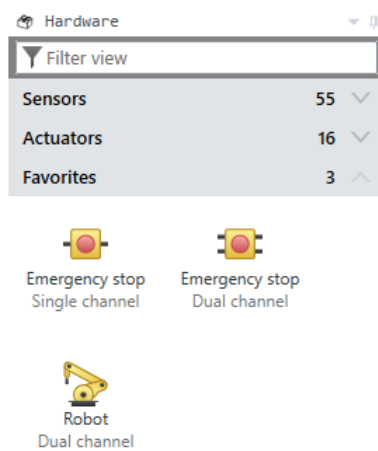 Hardware
Filter view
Sensors 55
Actuators 16
Favorites 3
Emergency stop Emergency stop
Single channel Dual channel
Robot
Dual channel